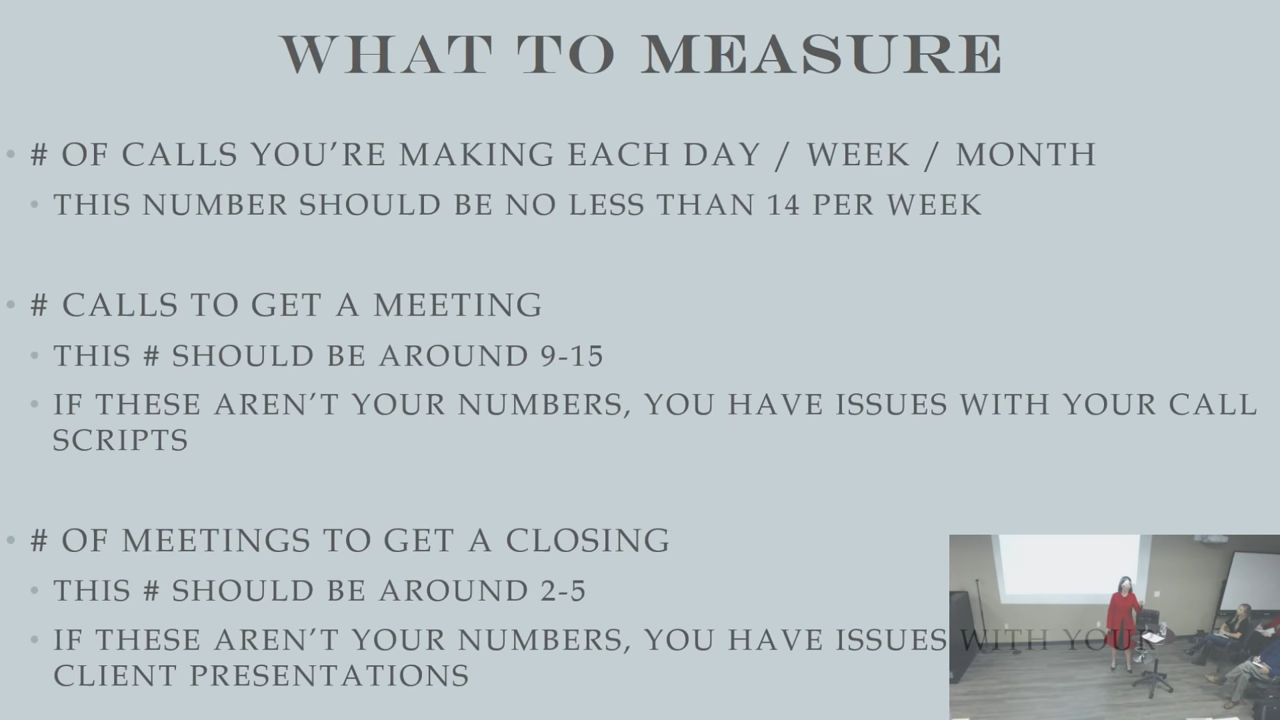 WHAT TO MEASURE
• # OF CALLS YOU'RE MAKING EACH DAY / WEEK / MONTH
• THIS NUMBER SHOULD BE NO LESS THAN 14 PER WEEK
• # CALLS TO GET A MEETING
• THIS # SHOULD BE AROUND 9-15
• IF THESE AREN'T YOUR NUMBERS, YOU HAVE ISSUES WITH YOUR CALL
SCRIPTS
• # OF MEETINGS TO GET A CLOSING
• THIS # SHOULD BE AROUND 2-5
• IF THESE AREN'T YOUR NUMBERS, YOU HAVE ISSUES WITH YOUR
CLIENT PRESENTATIONS